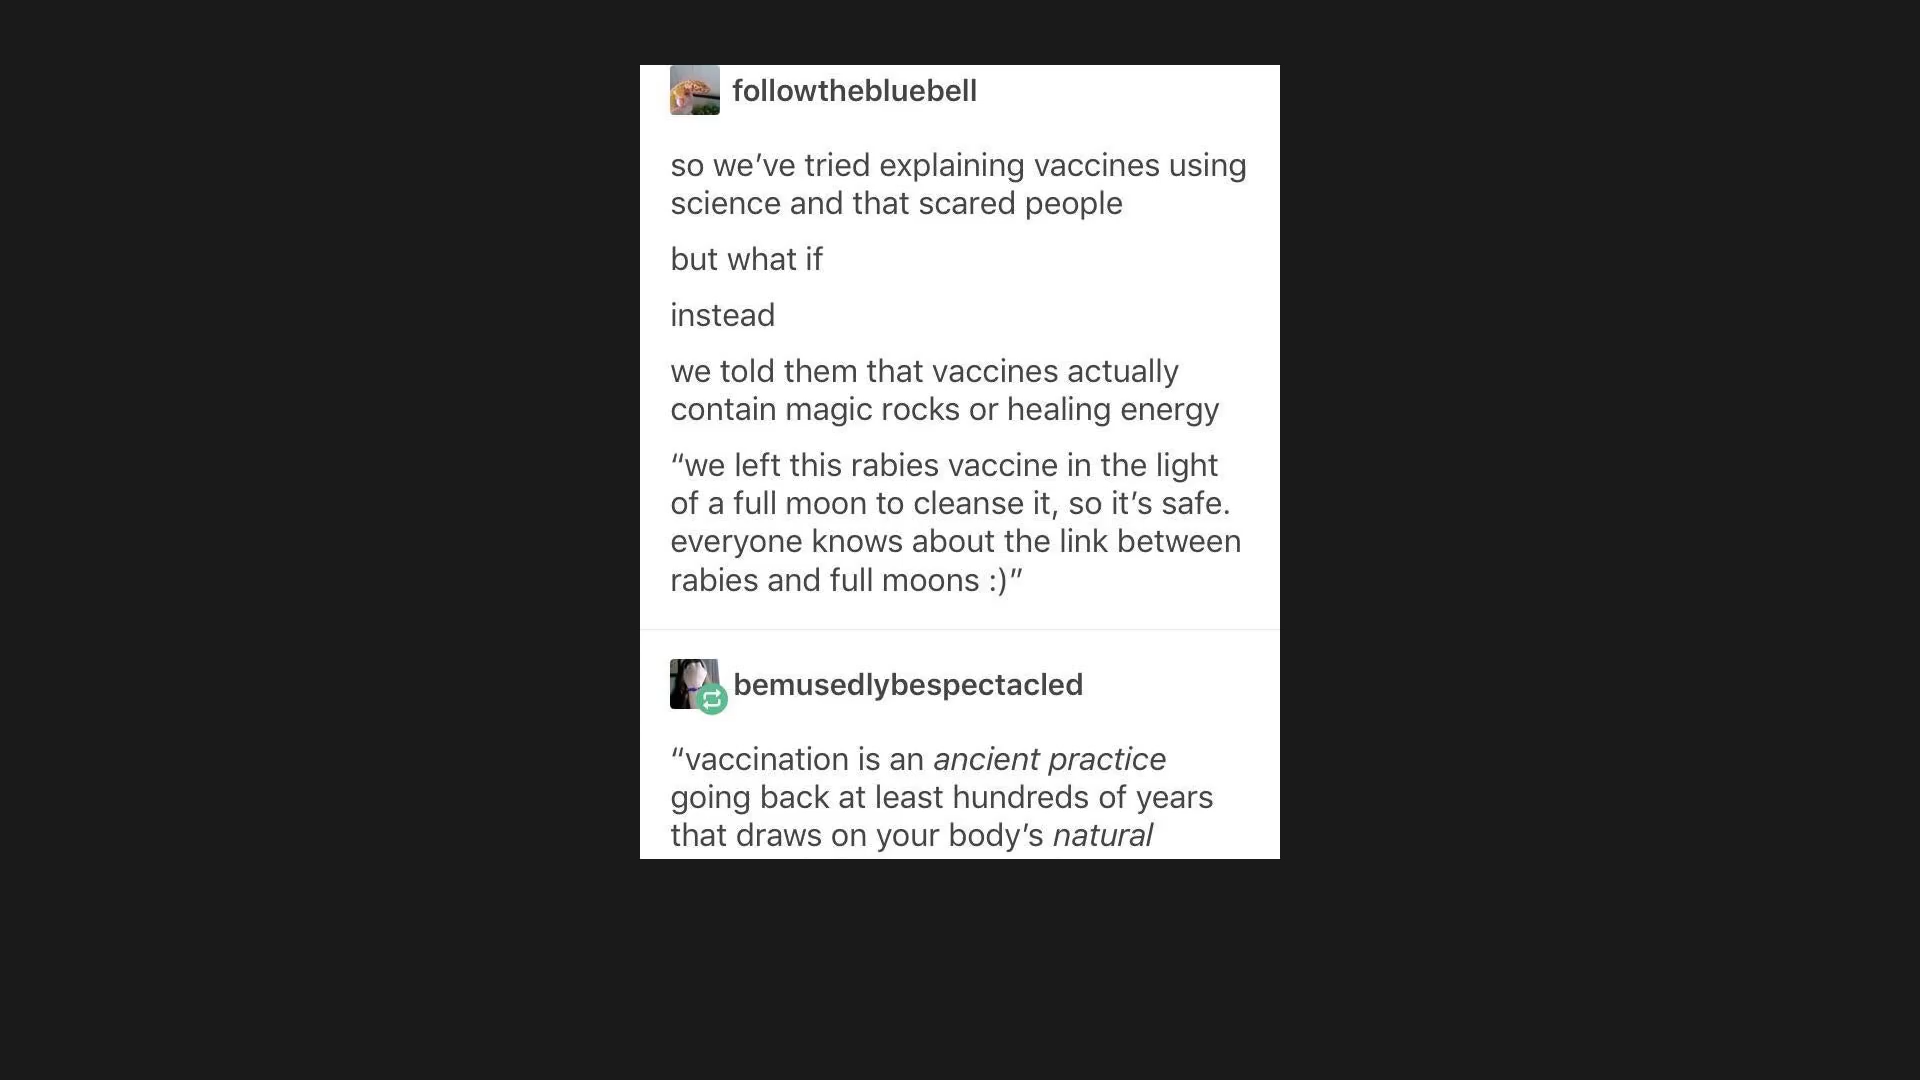 followthebluebell
so we’ve tried explaining vaccines using
science and that scared people
but what if
instead
we told them that vaccines actually
contain magic rocks or healing energy
“we left this rabies vaccine in the light
of a full moon to cleanse it, so it’s safe.
everyone knows about the link between
rabies and full moons :)”
bemusedlybespectacled
“vaccination is an ancient practice
going back at least hundreds of years
that draws on your body’s natural